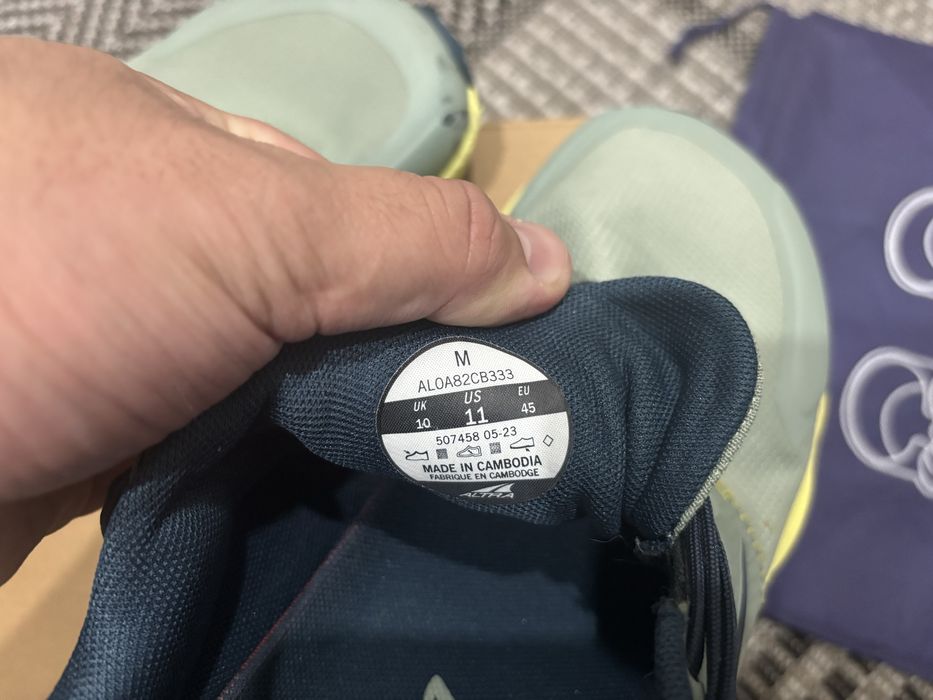 M
AL0A82CB333
UK US EU
10 11 45
507458 05-23
MADE IN CAMBODIA
FABRIQUE EN CAMBODGE
ALTRA